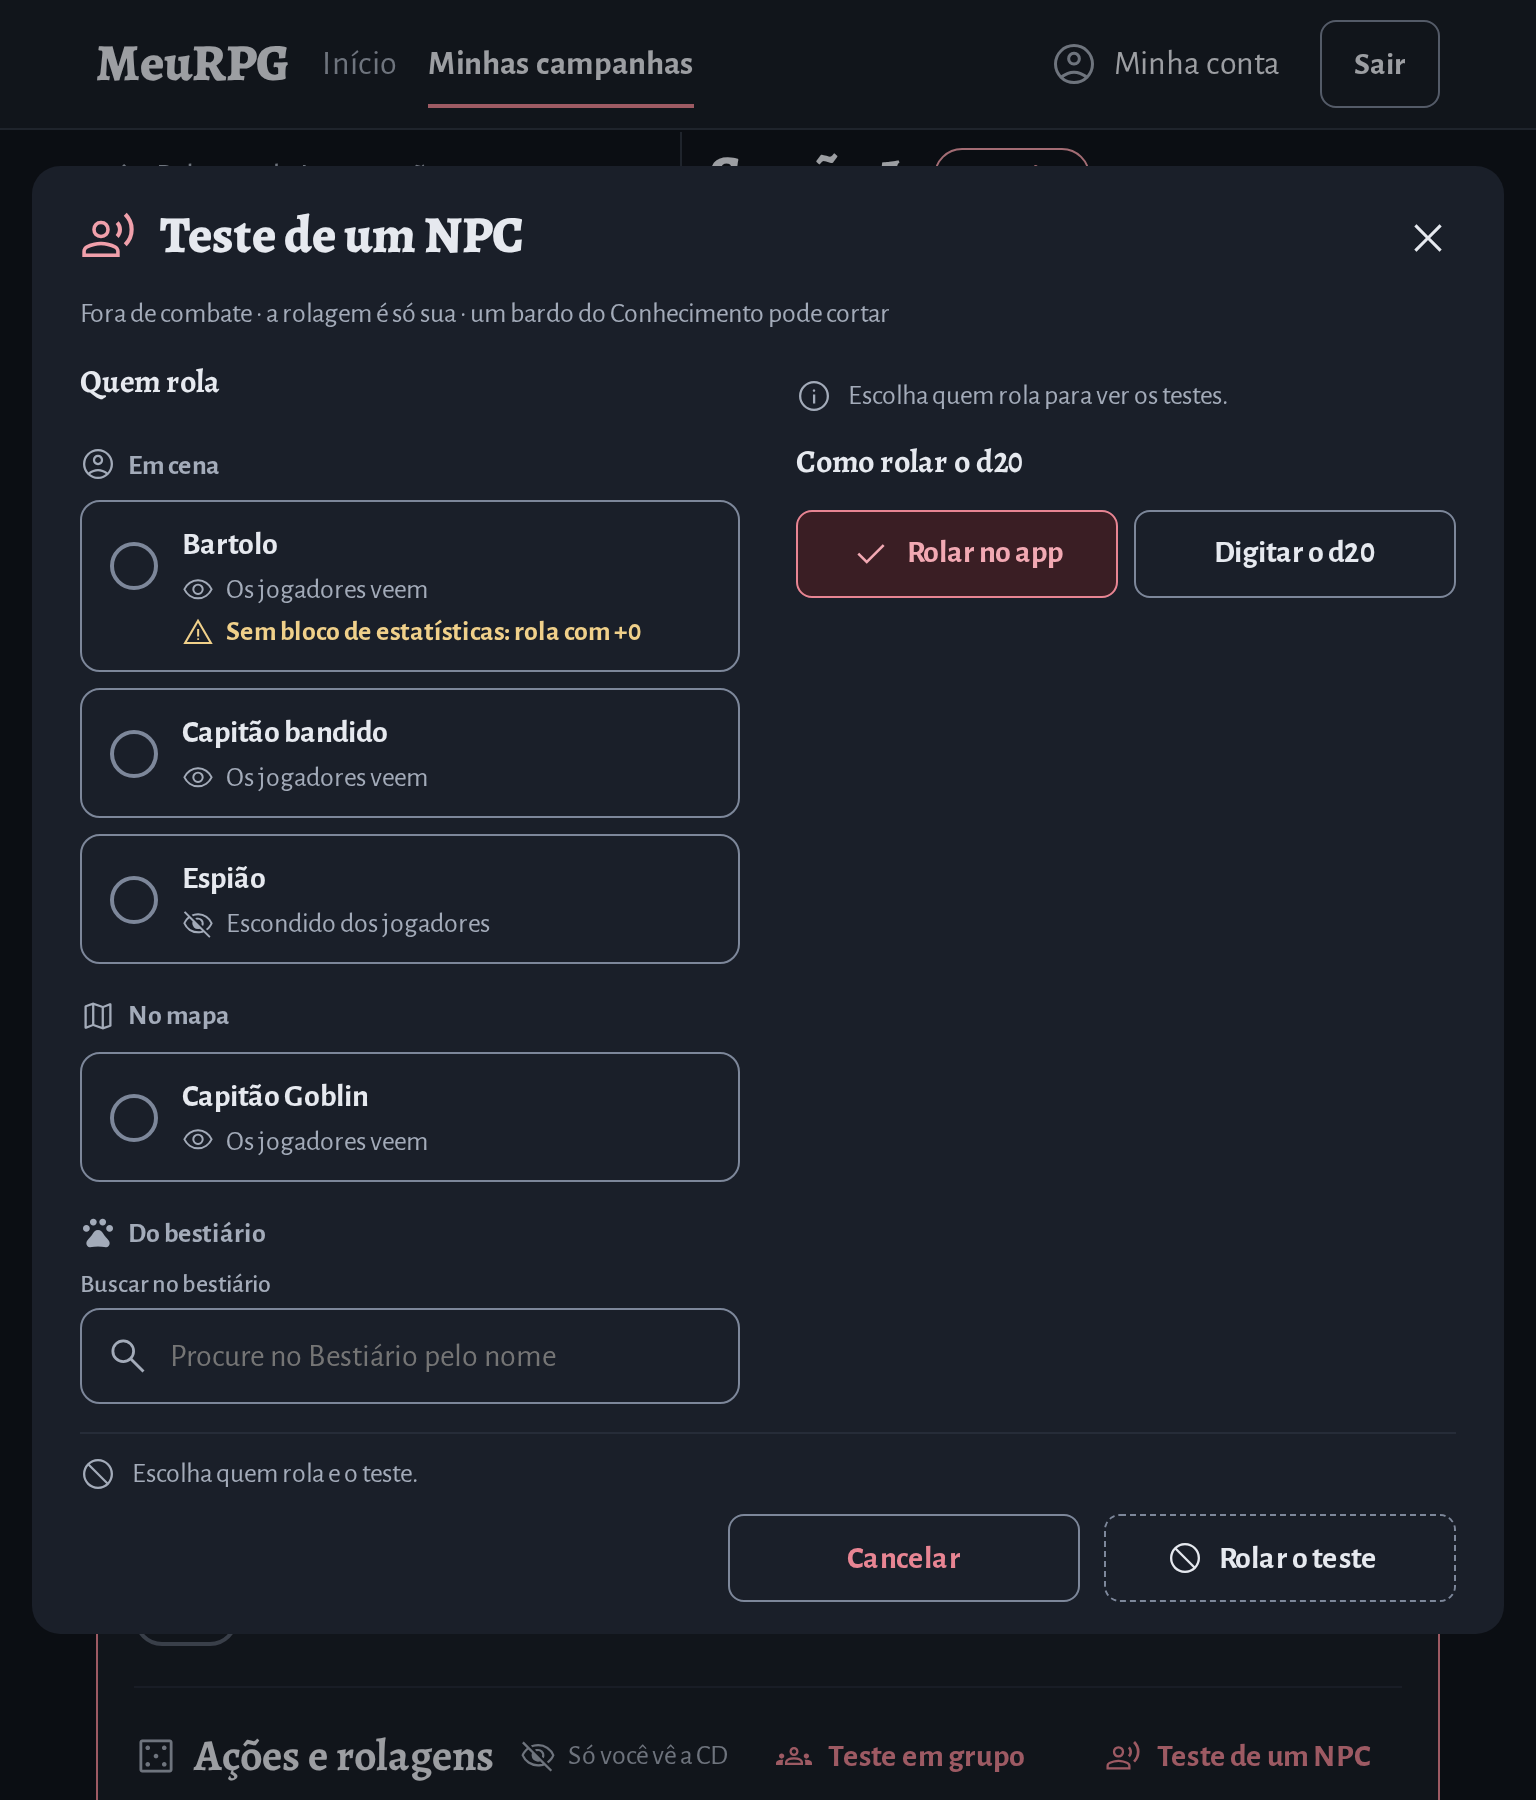 MeuRPG
Início
Minhas campanhas
Minha conta
Sair
Teste de um NPC
Fora de combate · a rolagem é só sua · um bardo do Conhecimento pode cortar
Quem rola
Em cena
Bartolo
Os jogadores veem
Sem bloco de estatísticas: rola com +0
Capitão bandido
Os jogadores veem
Espião
Escondido dos jogadores
No mapa
Capitão Goblin
Os jogadores veem
Do bestiário
Buscar no bestiário
Procure no Bestiário pelo nome
Escolha quem rola para ver os testes.
Como rolar o d20
Rolar no app
Digitar o d20
Escolha quem rola e o teste.
Cancelar
Rolar o teste
Ações e rolagens
Só você vê a CD
Teste em grupo
Teste de um NPC